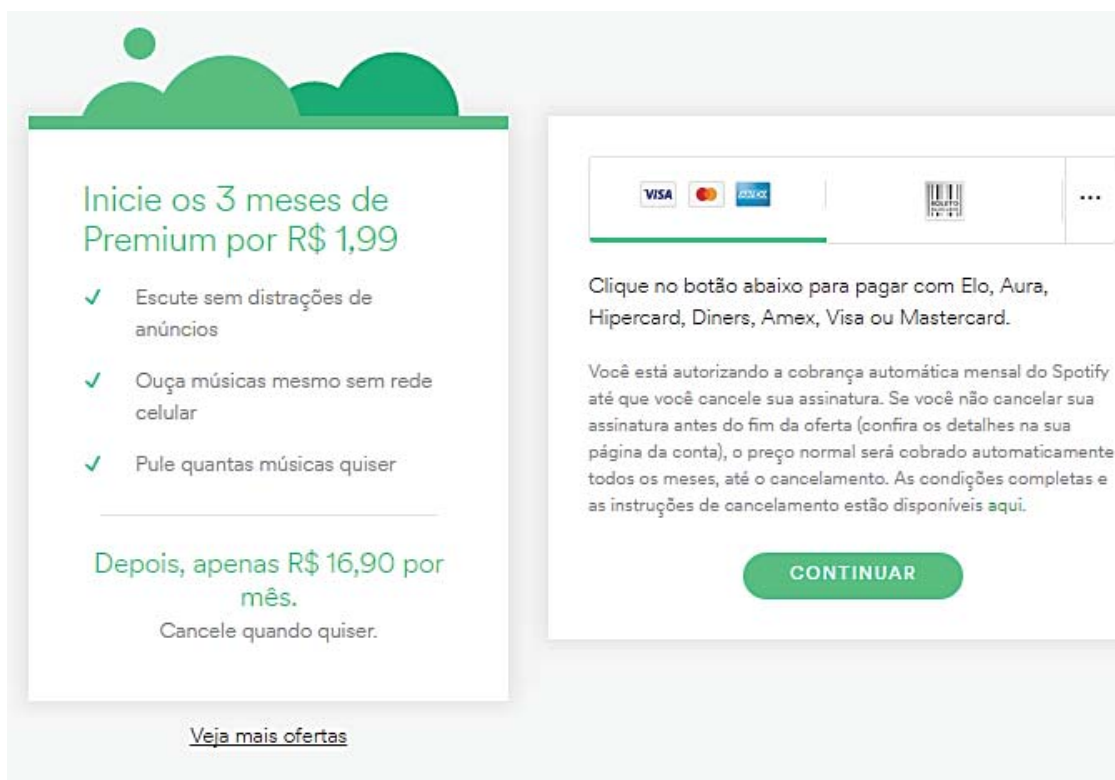 Inicie os 3 meses de
Premium por R$ 1,99
Escute sem distrações de
anúncios
Ouça músicas mesmo sem rede
celular
Pule quantas músicas quiser
Depois, apenas R$ 16,90 por
mês.
Cancele quando quiser.
Veja mais ofertas
VISA
AMEX
BOLETO
...
Clique no botão abaixo para pagar com Elo, Aura,
Hipercard, Diners, Amex, Visa ou Mastercard.
Você está autorizando a cobrança automática mensal do Spotify
até que você cancele sua assinatura. Se você não cancelar sua
assinatura antes do fim da oferta (confira os detalhes na sua
página da conta), o preço normal será cobrado automaticamente
todos os meses, até o cancelamento. As condições completas e
as instruções de cancelamento estão disponíveis aqui.
CONTINUAR